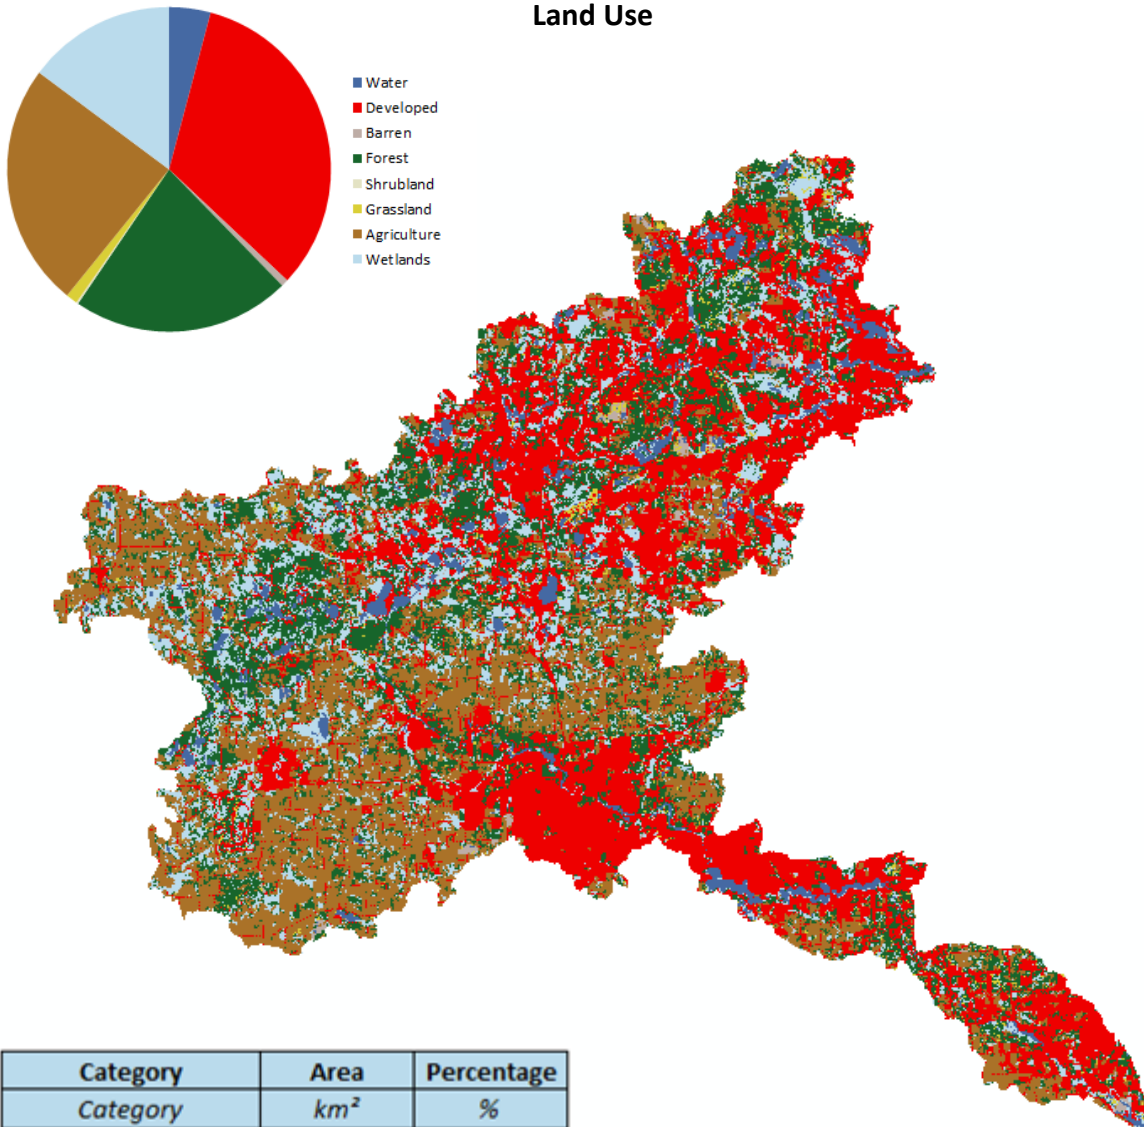 Land Use
Water
Developed
Barren
Forest
Shrubland
Grassland
Agriculture
Wetlands
Category Area Percentage
Category km² %